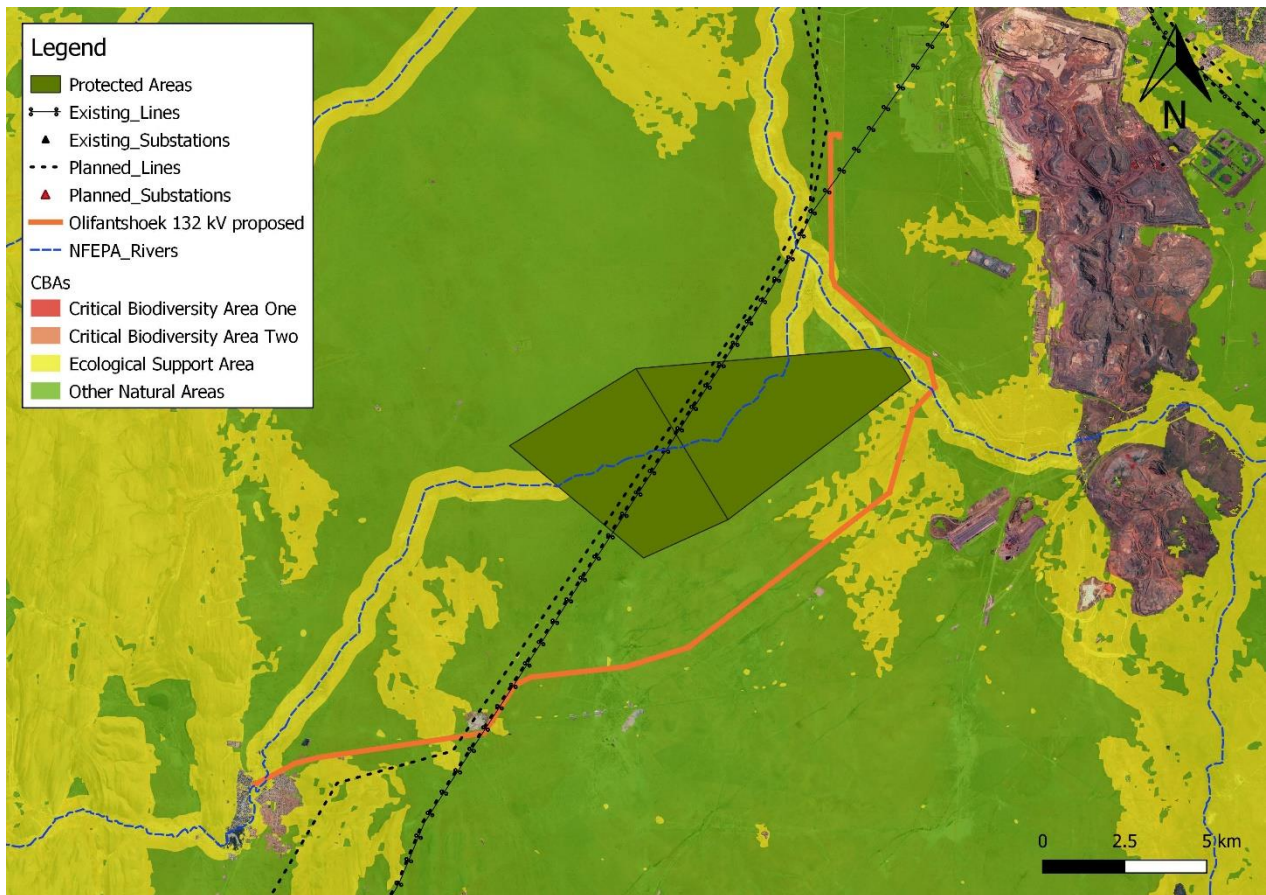 Legend
Protected Areas
Existing_Lines
Existing_Substations
Planned_Lines
Planned_Substations
Olifantshoek 132 kV proposed
NFEPA_Rivers
CBAs
Critical Biodiversity Area One
Critical Biodiversity Area Two
Ecological Support Area
Other Natural Areas
N
0 2.5 5 km